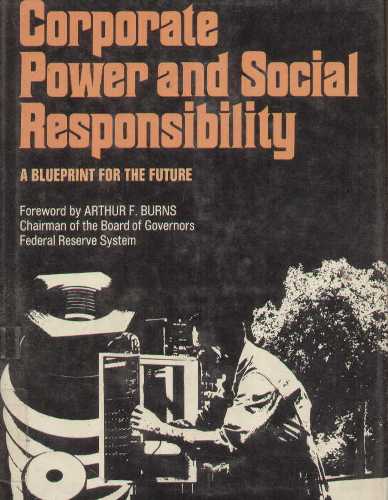 Corporate
Power and Social
Responsibility
A BLUEPRINT FOR THE FUTURE
Foreword by ARTHUR F. BURNS
Chairman of the Board of Governors
Federal Reserve System